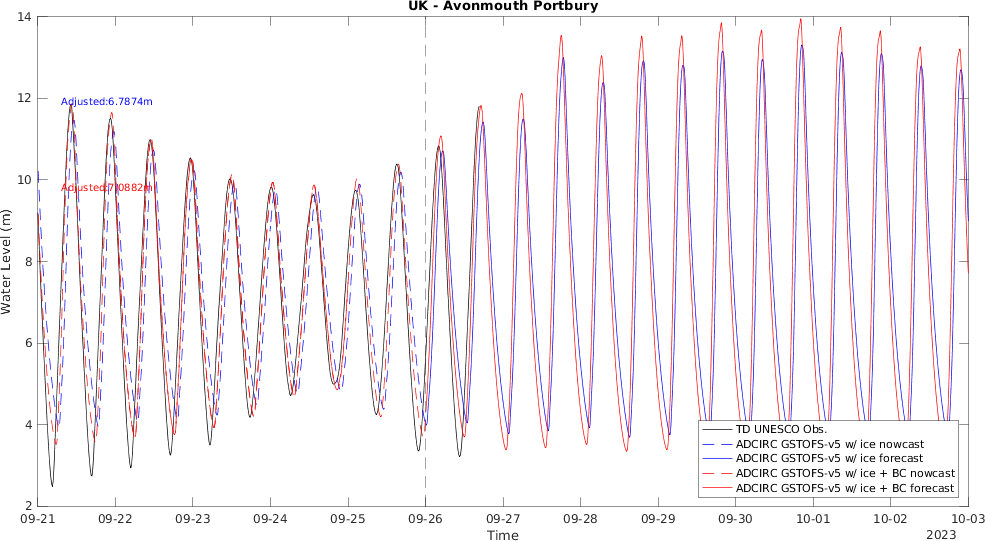 UK - Avonmouth Portbury
14
12
10
8
6
4
2
Water Level (m)
Adjusted:6.7874m
Adjusted:7.0882m
TD UNESCO Obs.
ADCIRC GSTOFS-v5 w/ ice nowcast
ADCIRC GSTOFS-v5 w/ ice forecast
ADCIRC GSTOFS-v5 w/ ice + BC nowcast
ADCIRC GSTOFS-v5 w/ ice + BC forecast
09-21 09-22 09-23 09-24 09-25 09-26 09-27 09-28 09-29 09-30 10-01 10-02 10-03
Time
2023